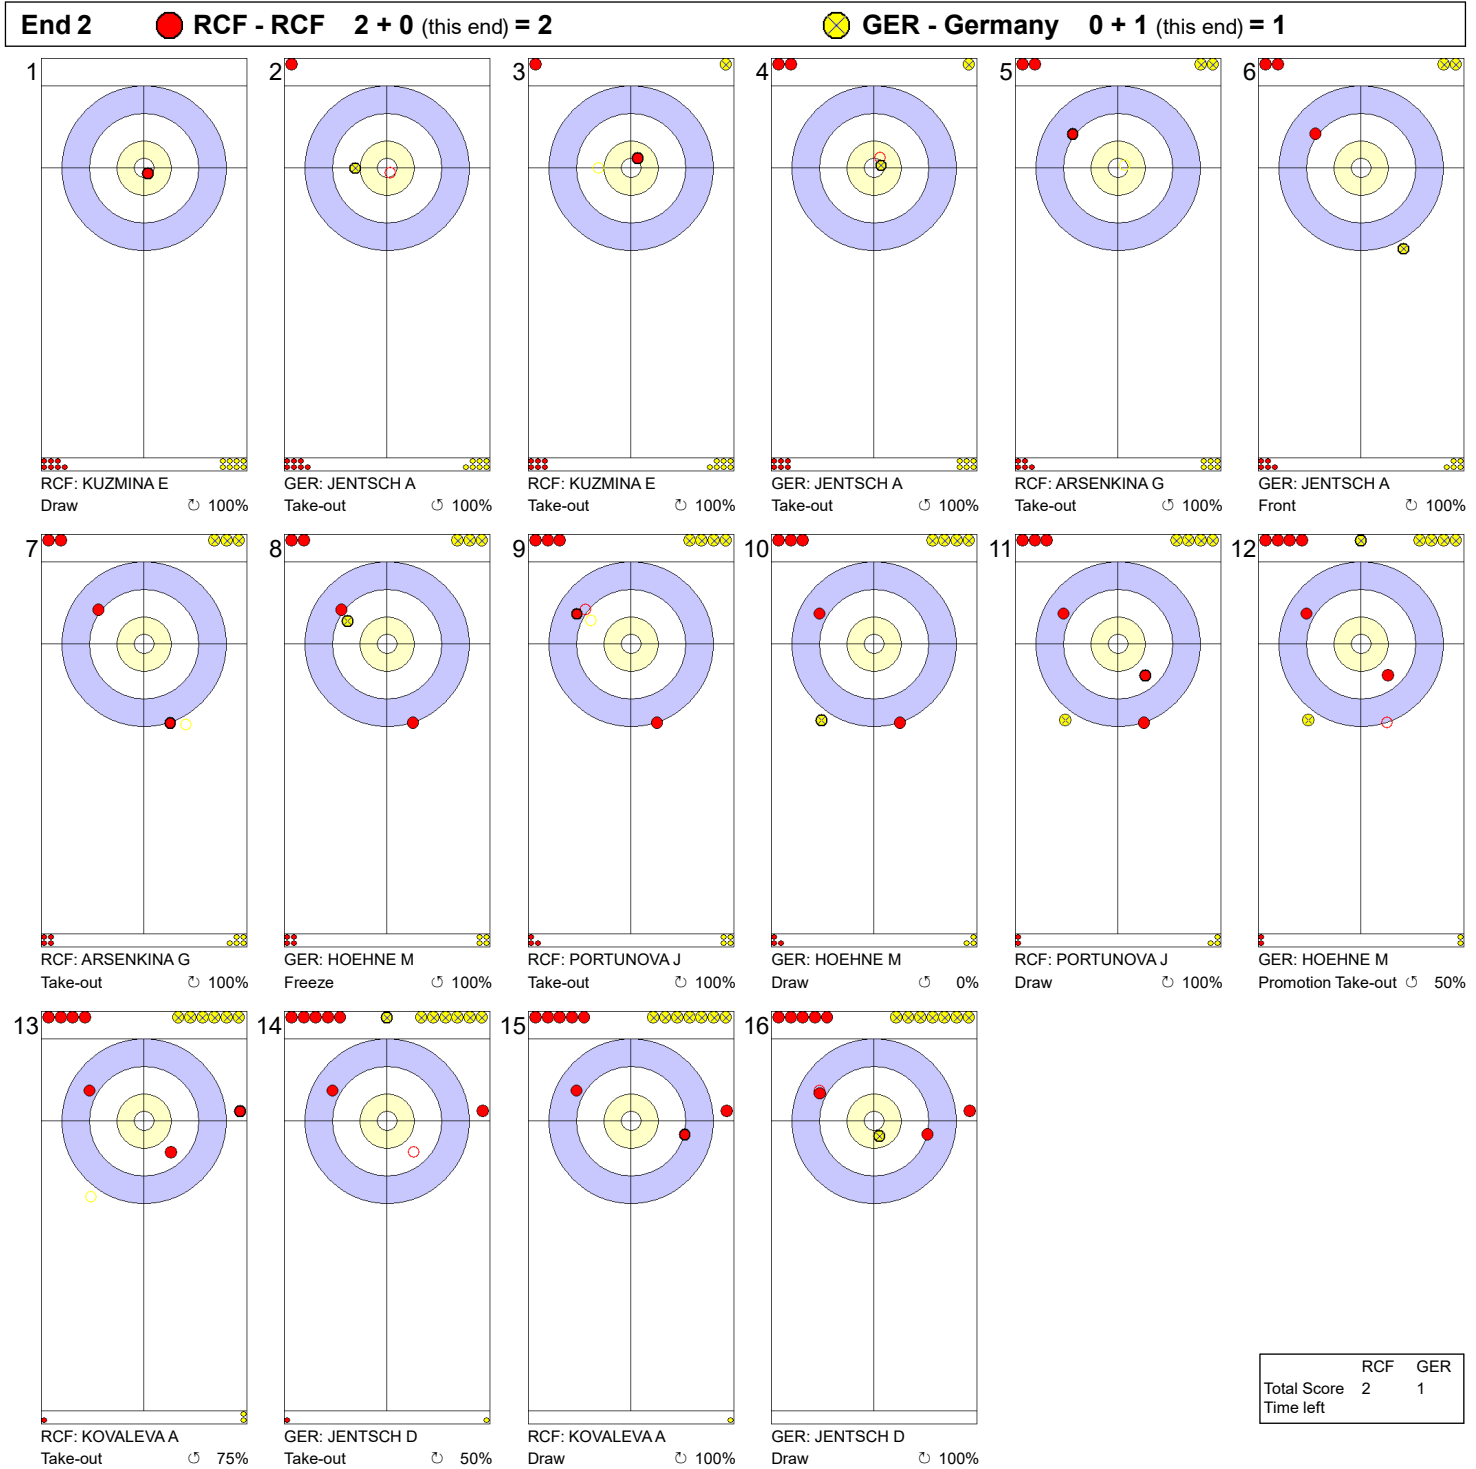 End 2 RCF - RCF 2 + 0 (this end) = 2 GER - Germany 0 + 1 (this end) = 1
1 2 3 4 5 6
RCF: KUZMINA E GER: JENTSCH A RCF: KUZMINA E GER: JENTSCH A RCF: ARSENKINA G GER: JENTSCH A
Draw ↻ 100% Take-out ↺ 100% Take-out ↻ 100% Take-out ↺ 100% Take-out ↻ 100% Front ↻ 100%
7 8 9 10 11 12
RCF: ARSENKINA G GER: HOEHNE M RCF: PORTUNOVA J GER: HOEHNE M RCF: PORTUNOVA J GER: HOEHNE M
Take-out ↻ 100% Freeze ↺ 100% Take-out ↻ 100% Draw ↺ 0% Draw ↻ 100% Promotion Take-out ↺ 50%
13 14 15 16
RCF: KOVALEVA A GER: JENTSCH D RCF: KOVALEVA A GER: JENTSCH D
Take-out ↺ 75% Take-out ↺ 50% Draw ↻ 100% Draw ↻ 100%
RCF GER
Total Score 2 1
Time left